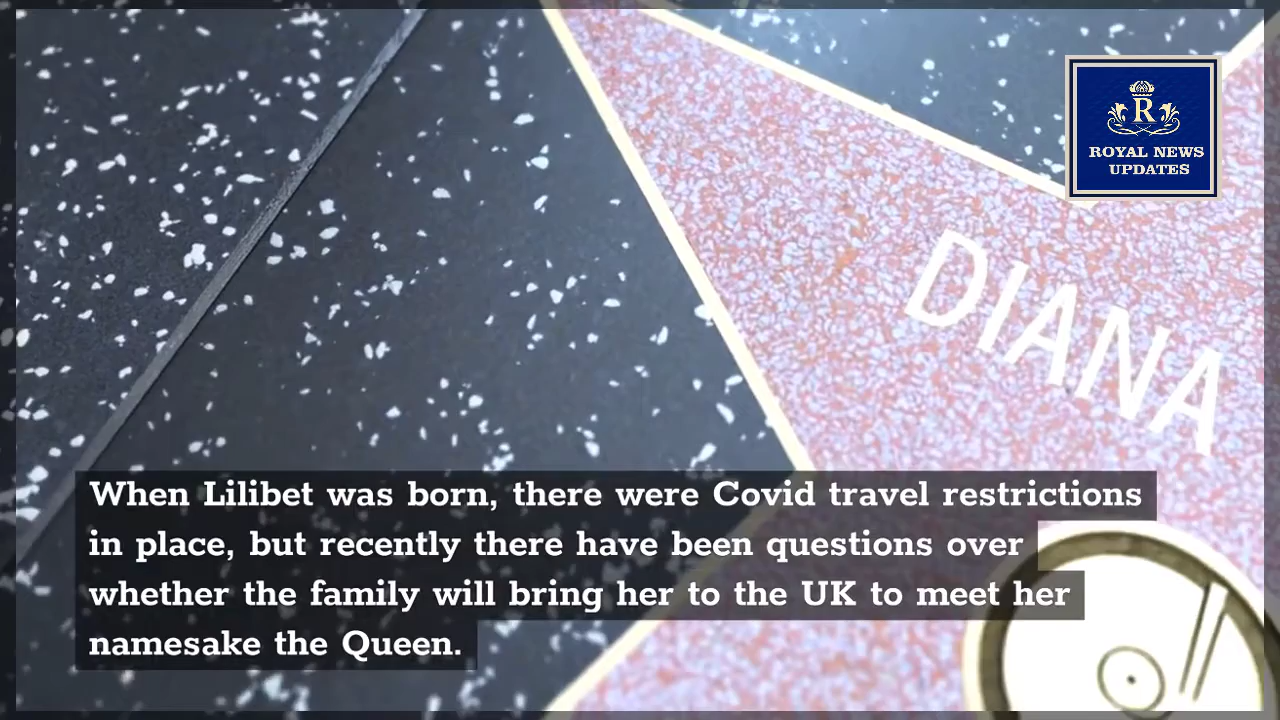 R
ROYAL NEWS
UPDATES
DIANA
When Lilibet was born, there were Covid travel restrictions
in place, but recently there have been questions over
whether the family will bring her to the UK to meet her
namesake the Queen.